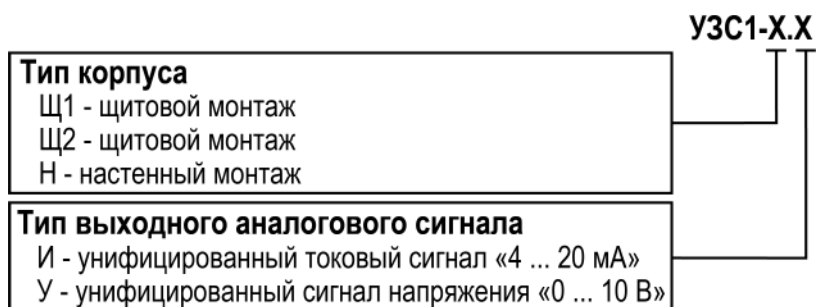 УЗС1-Х.Х
Тип корпуса
Щ1 - щитовой монтаж
Щ2 - щитовой монтаж
Н - настенный монтаж
Тип выходного аналогового сигнала
И - унифицированный токовый сигнал «4 ... 20 мА»
У - унифицированный сигнал напряжения «0 ... 10 В»